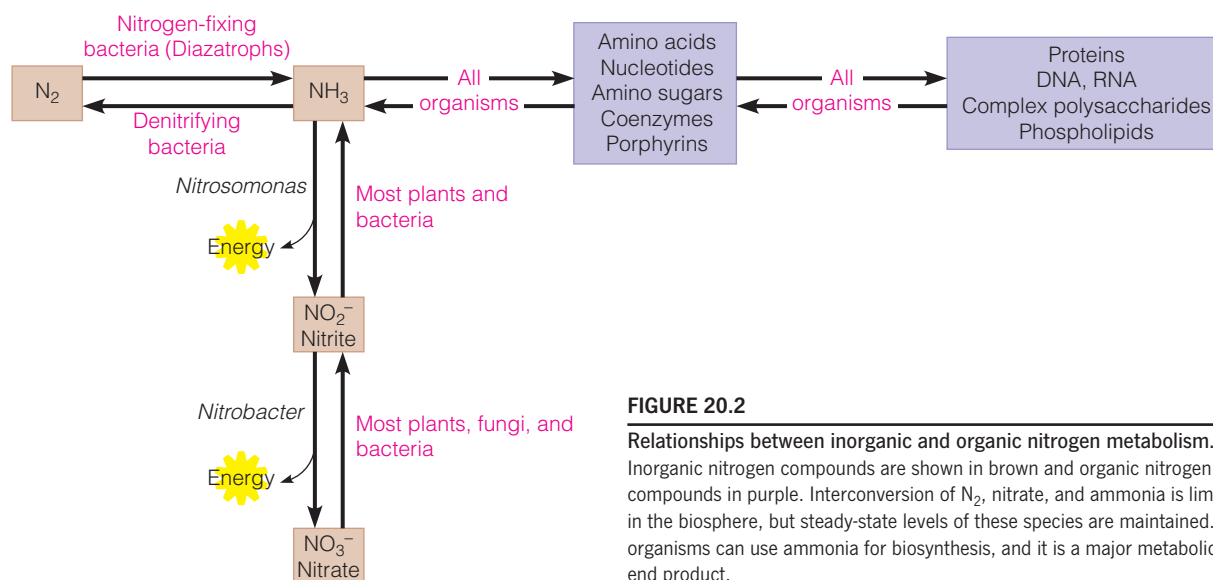 Nitrogen-fixing
bacteria (Diazatrophs)
N₂
NH₃
Denitrifying
bacteria
All
organisms
Amino acids
Nucleotides
Amino sugars
Coenzymes
Porphyrins
All
organisms
Proteins
DNA, RNA
Complex polysaccharides
Phospholipids
Nitrosomonas
Energy
Most plants and
bacteria
NO₂⁻
Nitrite
Nitrobacter
Energy
Most plants, fungi, and
bacteria
NO₃⁻
Nitrate
FIGURE 20.2
Relationships between inorganic and organic nitrogen metabolism.
Inorganic nitrogen compounds are shown in brown and organic nitrogen
compounds in purple. Interconversion of N₂, nitrate, and ammonia is lim
in the biosphere, but steady-state levels of these species are maintained.
organisms can use ammonia for biosynthesis, and it is a major metabolic
end product.